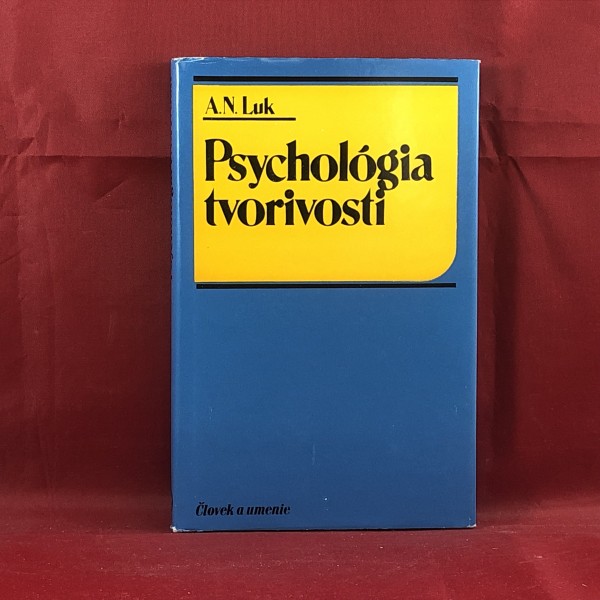 A.N. Luk
Psychológia
tvorivosti
Človek a umenie